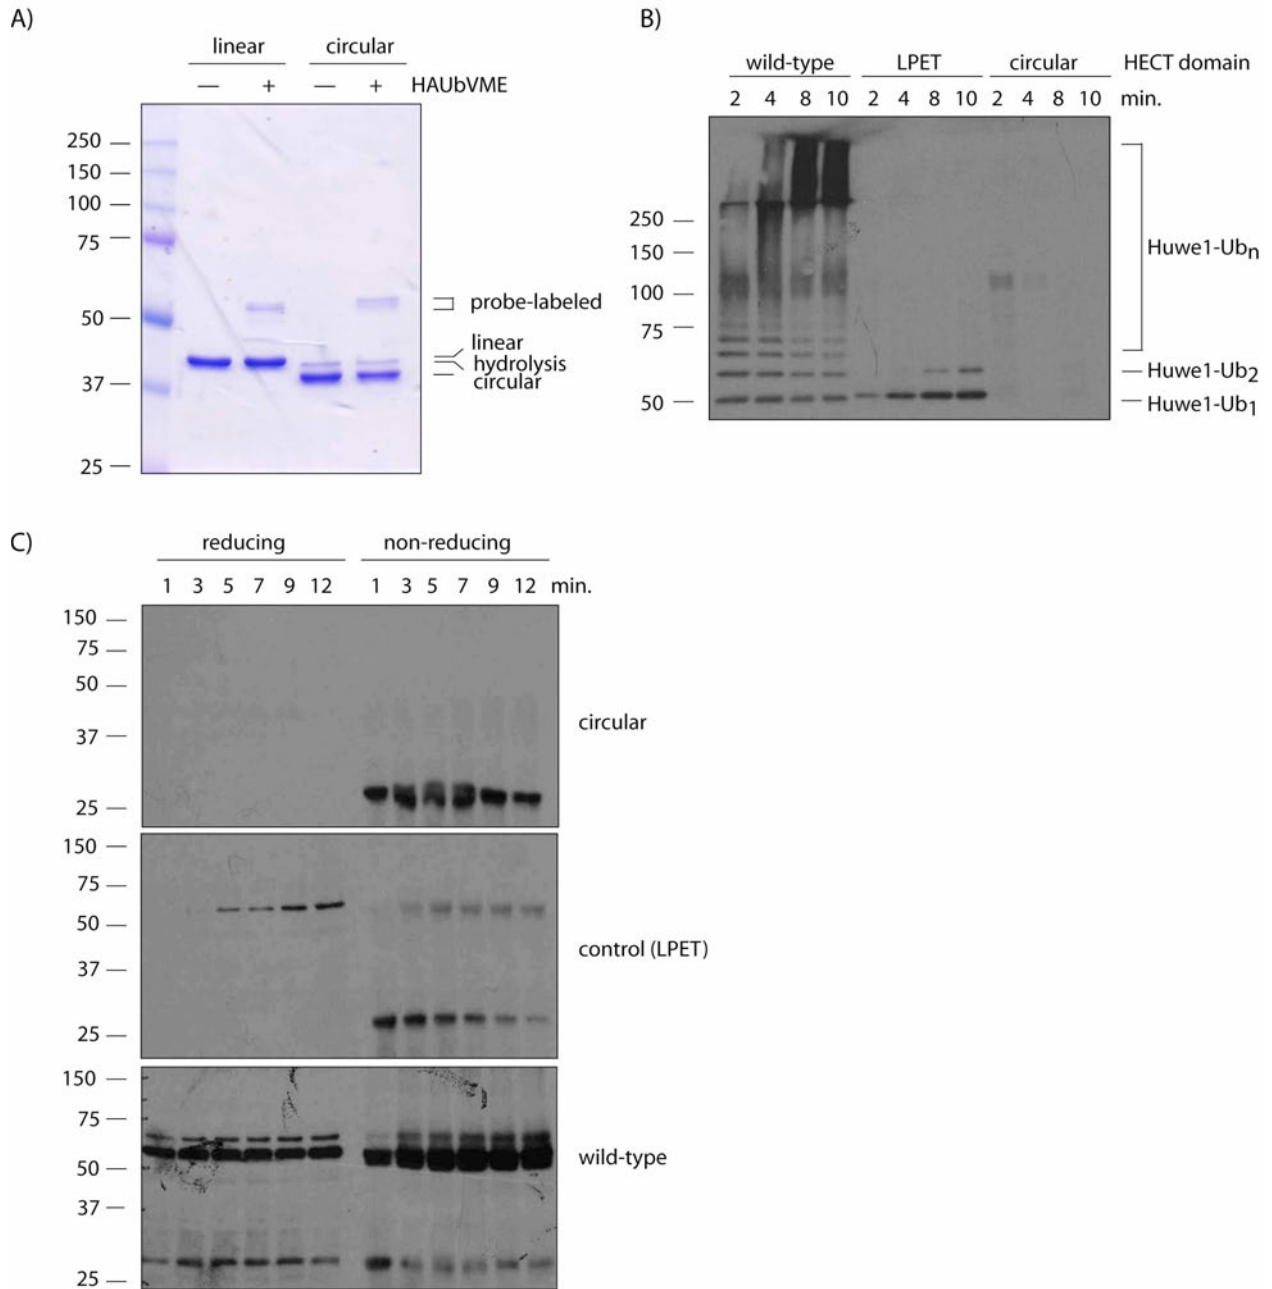 A)
linear circular
— + — + HAUbVME
250
150
100
75
50
37
25
probe-labeled
linear
hydrolysis
circular
B)
wild-type LPET circular HECT domain
2 4 8 10 2 4 8 10 2 4 8 10 min.
250
150
100
75
50
Huwe1-Ubn
Huwe1-Ub2
Huwe1-Ub1
C)
reducing non-reducing
1 3 5 7 9 12 1 3 5 7 9 12 min.
150
75
50
37
25
circular
150
75
50
37
25
control (LPET)
150
75
50
37
25
wild-type